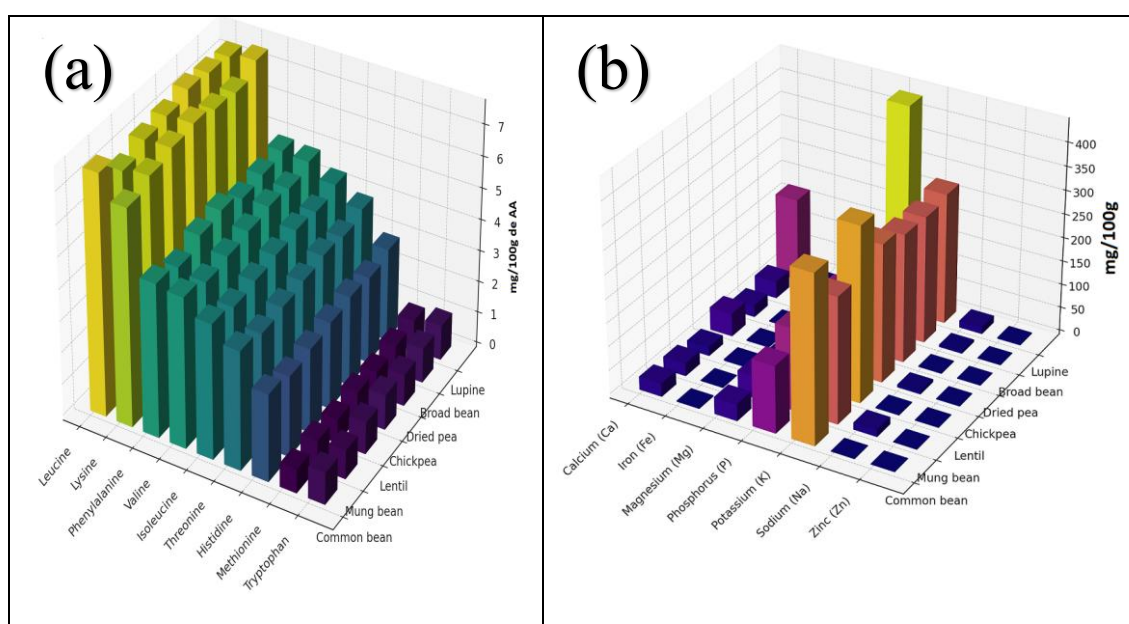 (a)
7
6
5
4
3
2
1
0
mg/100g de AA
Leucine
Lysine
Phenylalanine
Valine
Isoleucine
Threonine
Histidine
Methionine
Tryptophan
Lupine
Broad bean
Dried pea
Chickpea
Lentil
Mung bean
Common bean
(b)
400
350
300
250
200
150
100
50
0
mg/100g
Calcium (Ca)
Iron (Fe)
Magnesium (Mg)
Phosphorus (P)
Potassium (K)
Sodium (Na)
Zinc (Zn)
Lupine
Broad bean
Dried pea
Chickpea
Lentil
Mung bean
Common bean